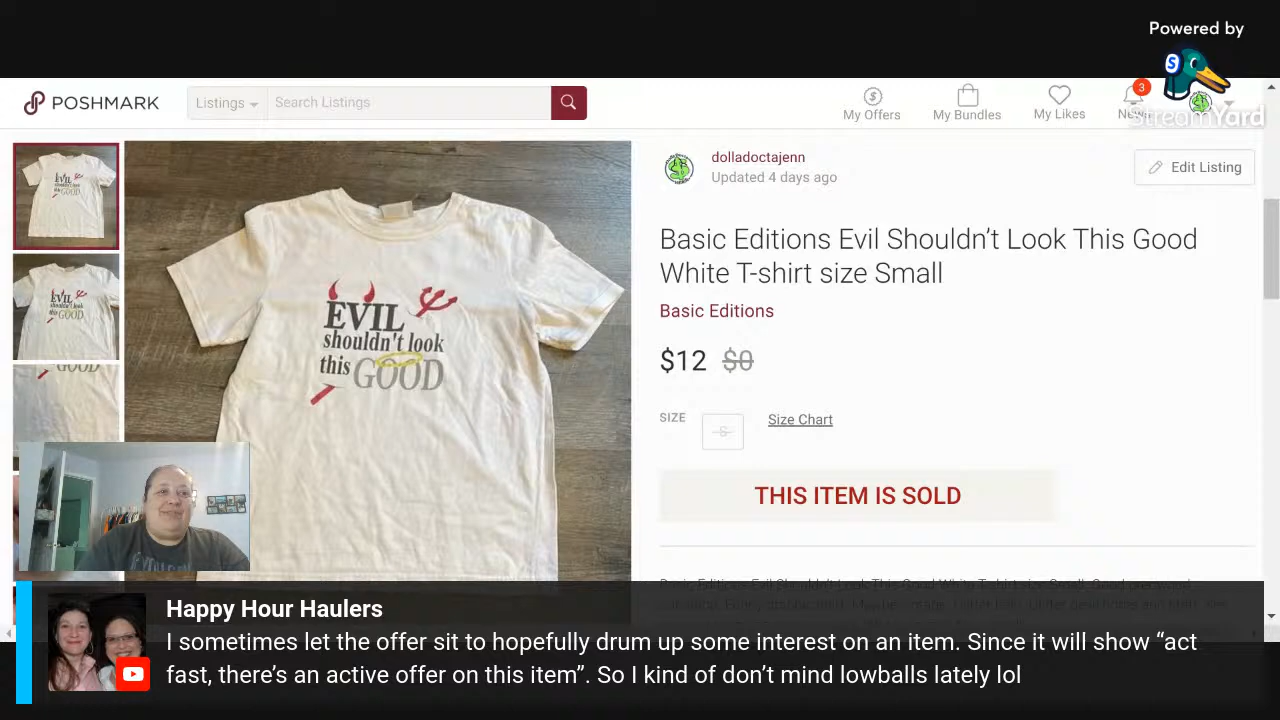 Powered by
StreamYard
POSHMARK
Listings
Search Listings
My Offers
My Bundles
My Likes
3
dolladoctajenn
Updated 4 days ago
Edit Listing
Basic Editions Evil Shouldn't Look This Good
White T-shirt size Small
Basic Editions
$12 $0
SIZE
S
Size Chart
THIS ITEM IS SOLD
EVIL
shouldn't look
this GOOD
Happy Hour Haulers
I sometimes let the offer sit to hopefully drum up some interest on an item. Since it will show “act
fast, there's an active offer on this item”. So I kind of don't mind lowballs lately lol